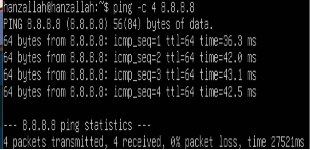 hanzallah@hanzallah:~$ ping -c 4 8.8.8.8
PING 8.8.8.8 (8.8.8.8) 56(84) bytes of data.
64 bytes from 8.8.8.8: icmp_seq=1 ttl=64 time=36.3 ms
64 bytes from 8.8.8.8: icmp_seq=2 ttl=64 time=42.0 ms
64 bytes from 8.8.8.8: icmp_seq=3 ttl=64 time=43.1 ms
64 bytes from 8.8.8.8: icmp_seq=4 ttl=64 time=42.5 ms
--- 8.8.8.8 ping statistics ---
4 packets transmitted, 4 received, 0% packet loss, time 27521ms